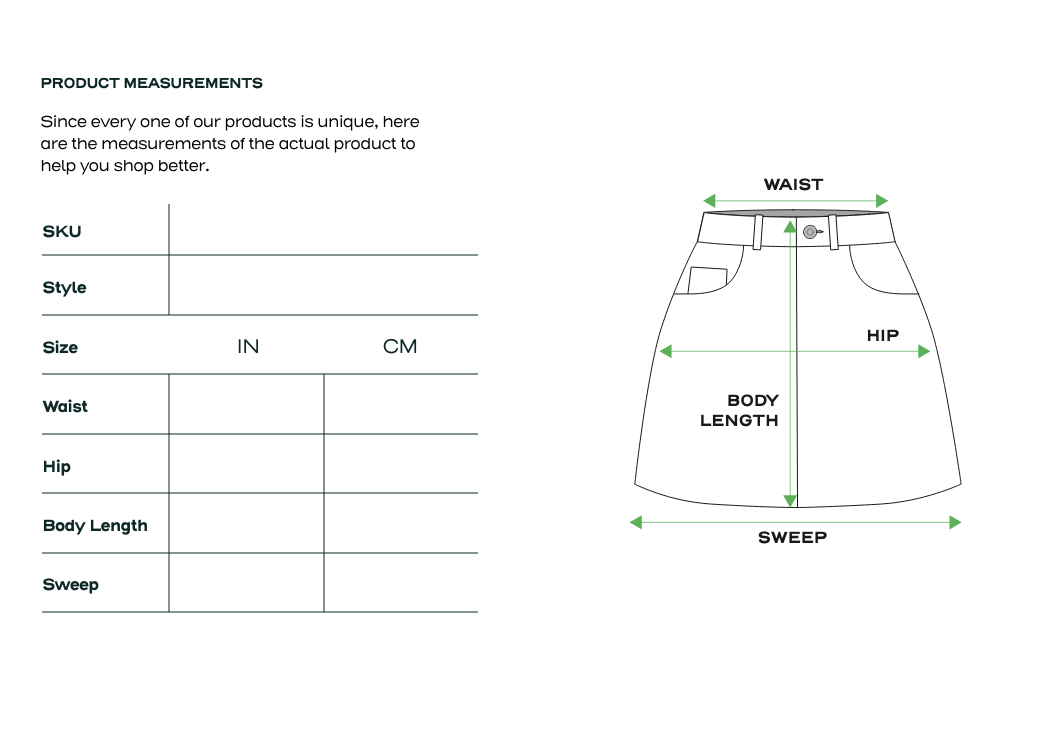 PRODUCT MEASUREMENTS
Since every one of our products is unique, here
are the measurements of the actual product to
help you shop better.
SKU
Style
Size IN CM
Waist
Hip
Body Length
Sweep
WAIST
HIP
BODY
LENGTH
SWEEP